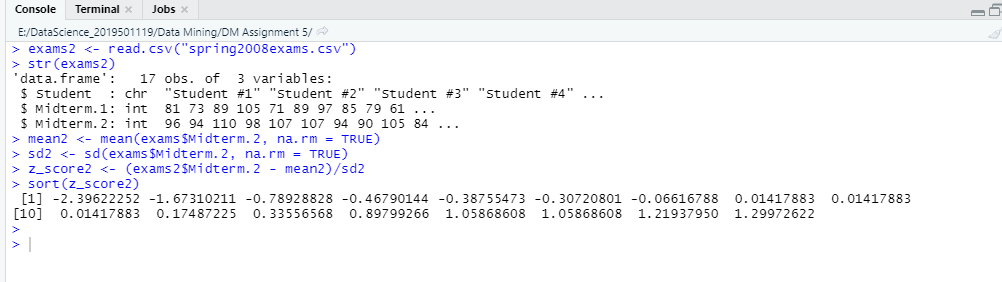 Console Terminal × Jobs ×
E:/DataScience_2019501119/Data Mining/DM Assignment 5/
> exams2 <- read.csv("spring2008exams.csv")
> str(exams2)
'data.frame':   17 obs. of  3 variables:
 $ Student  : chr  "Student #1" "Student #2" "Student #3" "Student #4" ...
 $ Midterm.1: int  81 73 89 105 71 89 97 85 79 61 ...
 $ Midterm.2: int  96 94 110 98 107 107 94 90 105 84 ...
> mean2 <- mean(exams$Midterm.2, na.rm = TRUE)
> sd2 <- sd(exams$Midterm.2, na.rm = TRUE)
> z_score2 <- (exams2$Midterm.2 - mean2)/sd2
> sort(z_score2)
 [1] -2.39622252 -1.67310211 -0.78928828 -0.46790144 -0.38755473 -0.30720801 -0.06616788  0.01417883  0.01417883
[10]  0.01417883  0.17487225  0.33556568  0.89799266  1.05868608  1.05868608  1.21937950  1.29972622
>
>